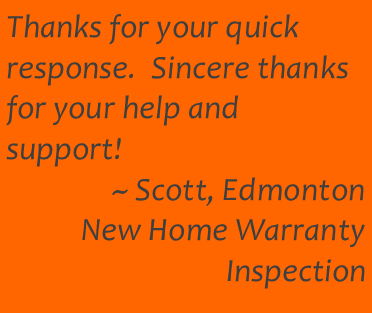 Thanks for your quick
response.  Sincere thanks
for your help and
support!
~ Scott, Edmonton
New Home Warranty
Inspection